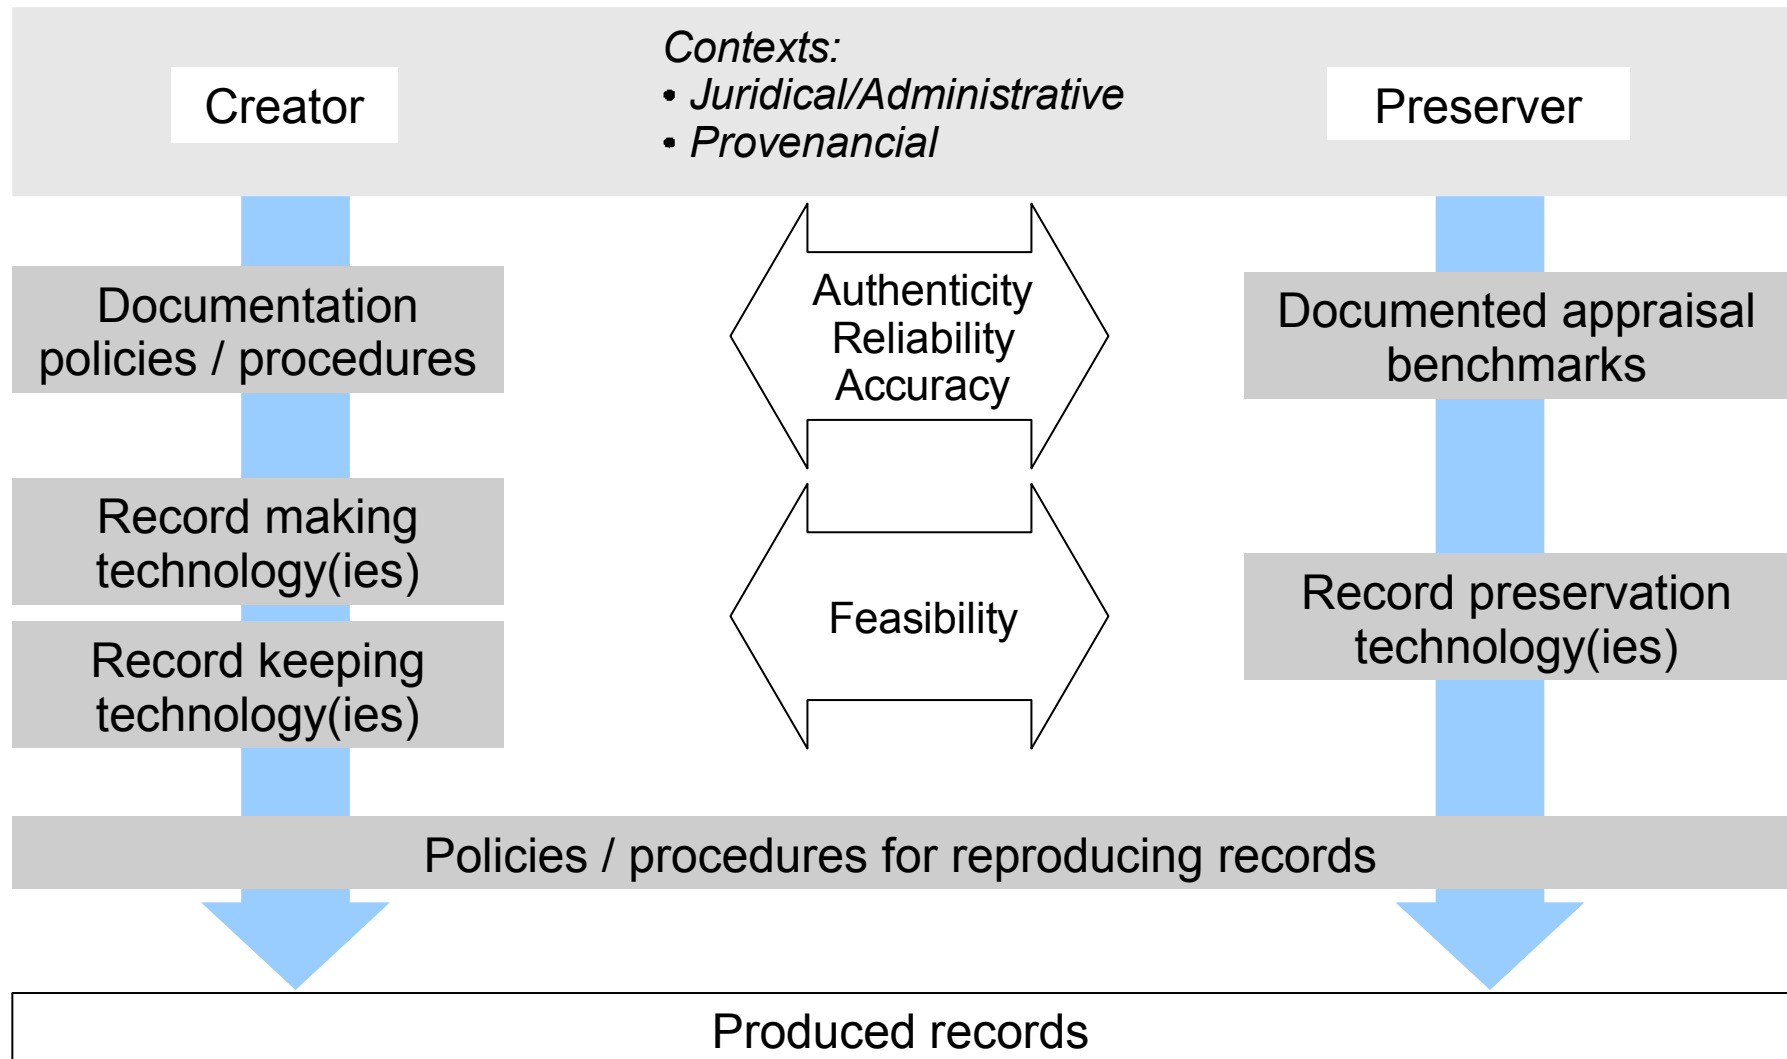 Creator
Contexts:
• Juridical/Administrative
• Provenancial
Preserver
Documentation
policies / procedures
Authenticity
Reliability
Accuracy
Documented appraisal
benchmarks
Record making
technology(ies)
Record keeping
technology(ies)
Feasibility
Record preservation
technology(ies)
Policies / procedures for reproducing records
Produced records